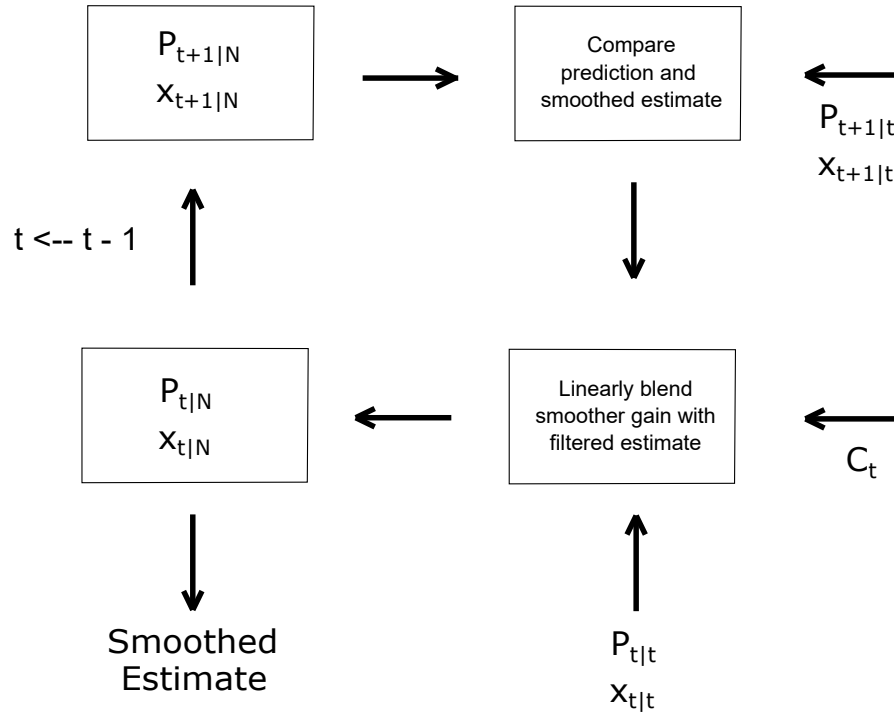 P_{t+1|N}
x_{t+1|N}
Compare
prediction and
smoothed estimate
P_{t+1|t}
x_{t+1|t}
t <-- t - 1
P_{t|N}
x_{t|N}
Linearly blend
smoother gain with
filtered estimate
C_t
Smoothed
Estimate
P_{t|t}
x_{t|t}